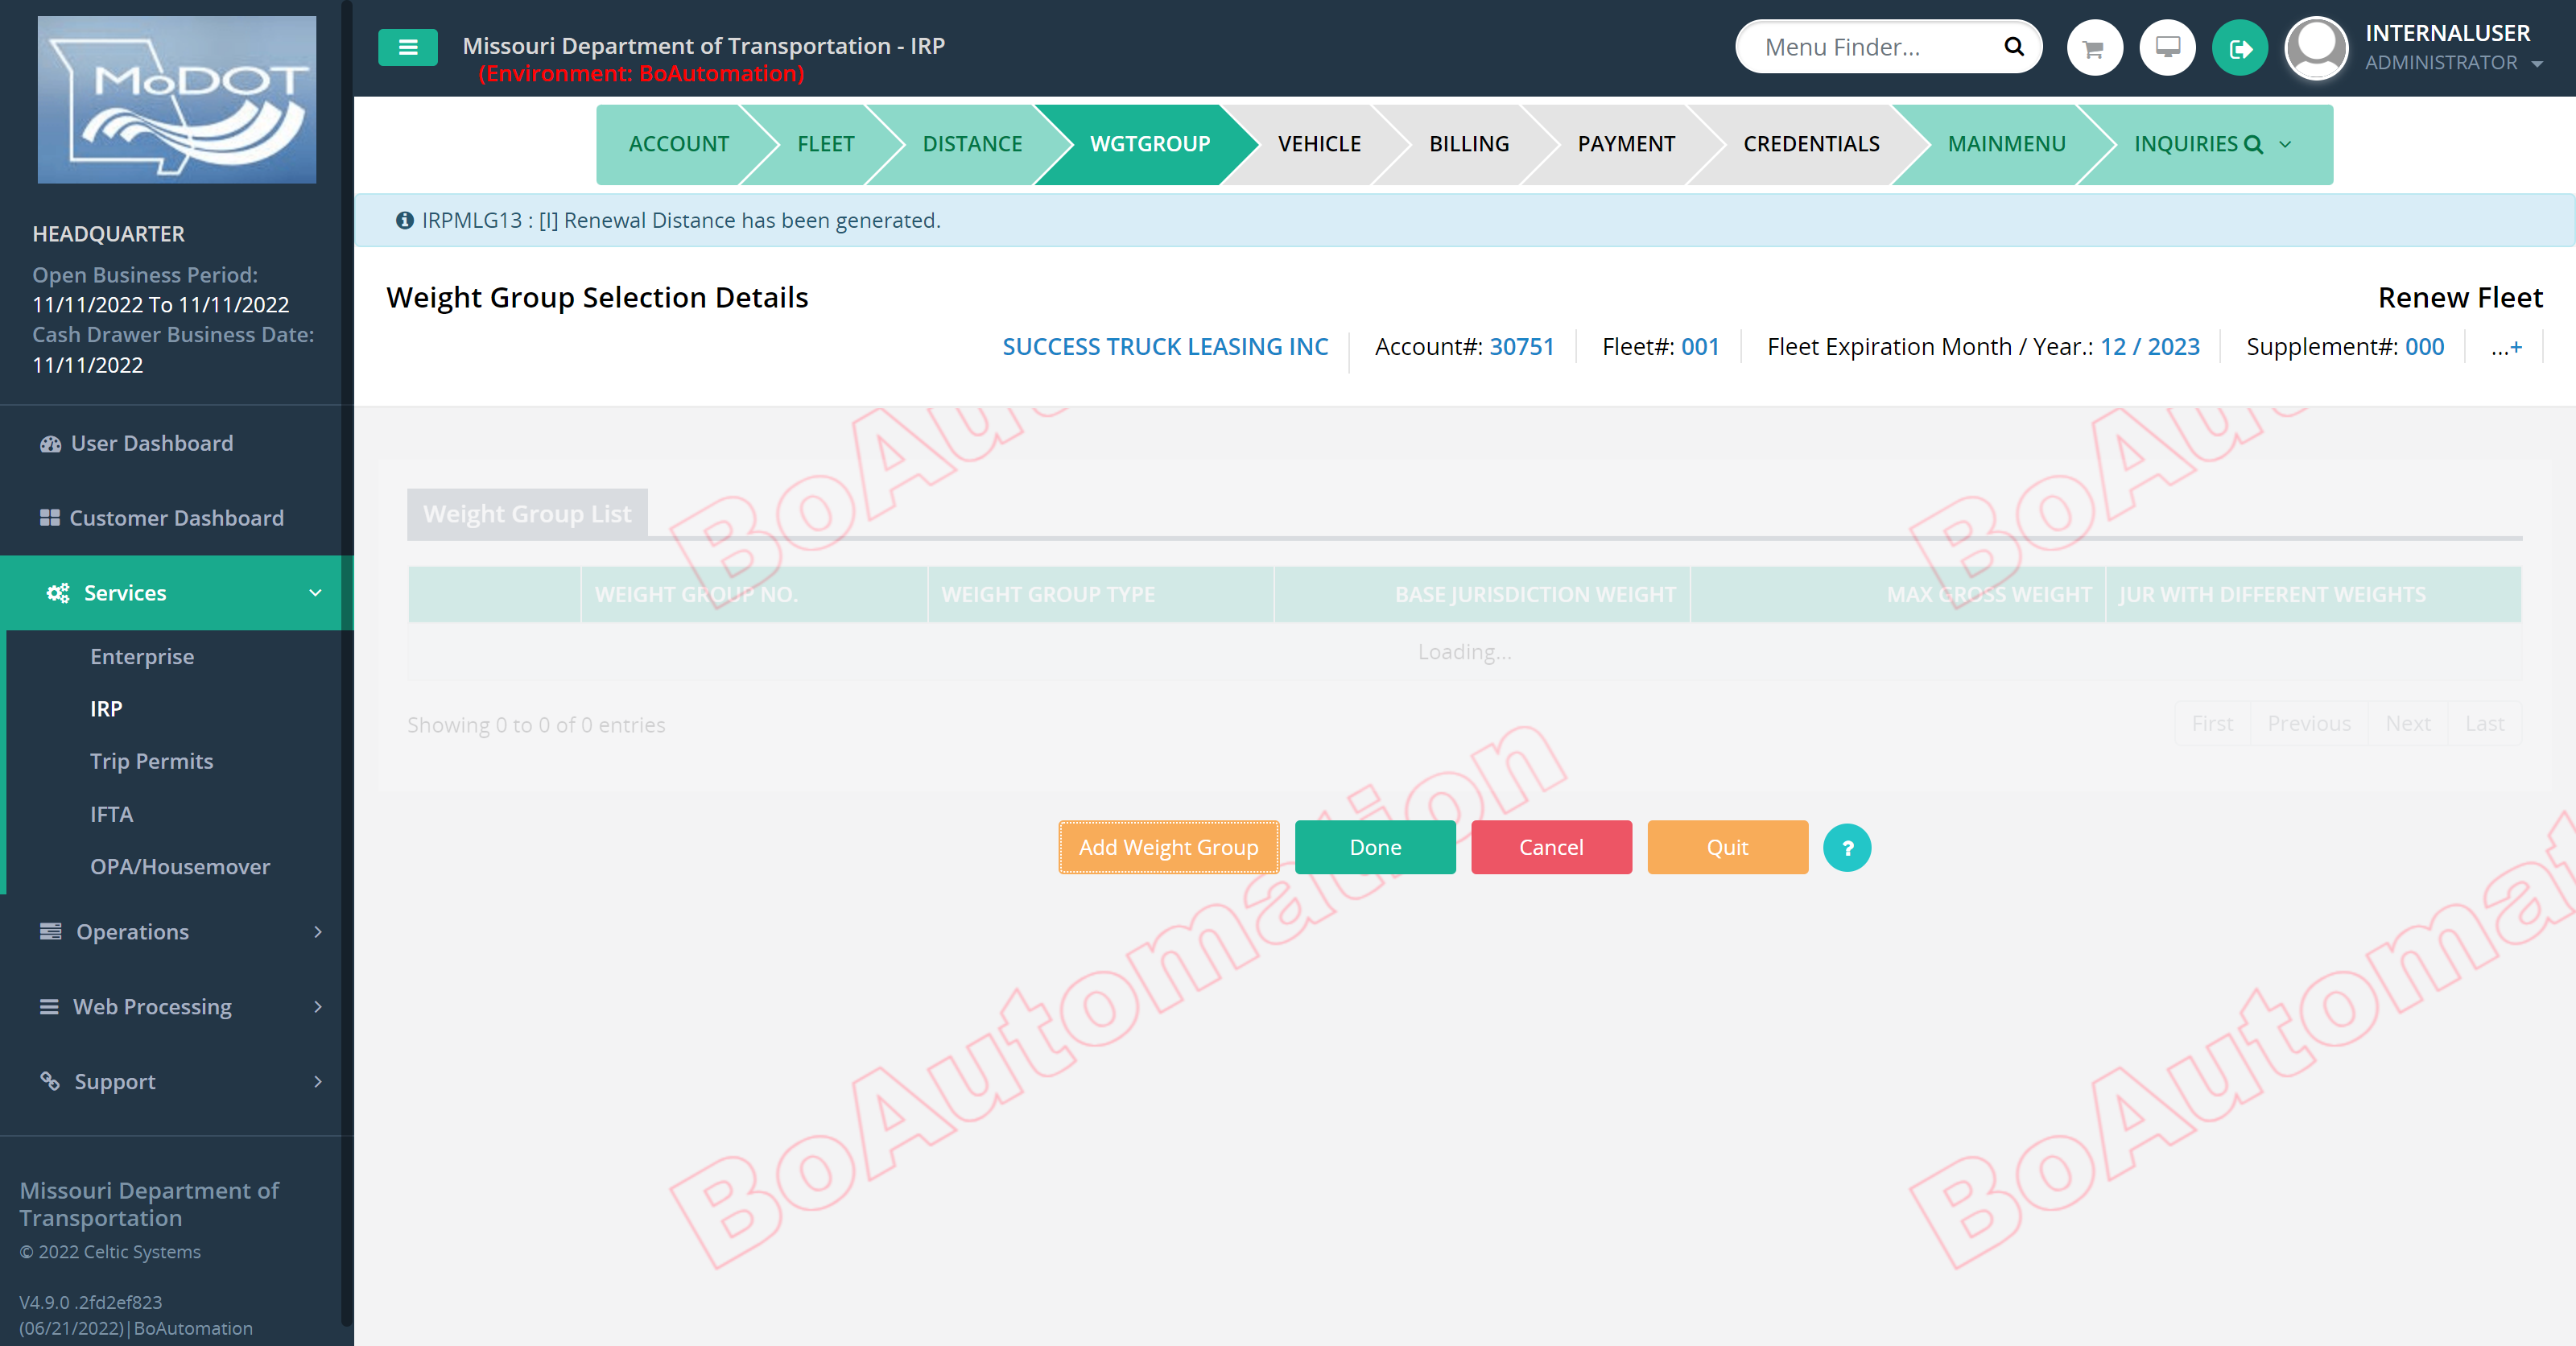 MoDOT
HEADQUARTER
Open Business Period:
11/11/2022 To 11/11/2022
Cash Drawer Business Date:
11/11/2022
User Dashboard
Customer Dashboard
Services
Enterprise
IRP
Trip Permits
IFTA
OPA/Housemover
Operations
Web Processing
Support
Missouri Department of
Transportation
© 2022 Celtic Systems
V4.9.0 .2fd2ef823
(06/21/2022)|BoAutomation
Missouri Department of Transportation - IRP
(Environment: BoAutomation)
Menu Finder...
INTERNALUSER
ADMINISTRATOR
ACCOUNT FLEET DISTANCE WGTGROUP VEHICLE BILLING PAYMENT CREDENTIALS MAINMENU INQUIRIES
IRPMLG13 : [I] Renewal Distance has been generated.
Weight Group Selection Details Renew Fleet
SUCCESS TRUCK LEASING INC Account#: 30751 Fleet#: 001 Fleet Expiration Month / Year.: 12 / 2023 Supplement#: 000 ...+
Weight Group List
WEIGHT GROUP NO. WEIGHT GROUP TYPE BASE JURISDICTION WEIGHT MAX GROSS WEIGHT JUR WITH DIFFERENT WEIGHTS
Loading...
Showing 0 to 0 of 0 entries First Previous Next Last
Add Weight Group Done Cancel Quit ?
BoAu
BoAu
BoAutomation
BoAutomat